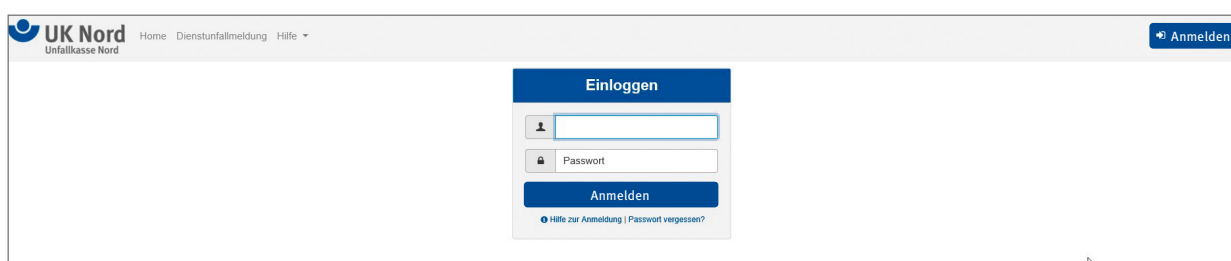 UK Nord
Unfallkasse Nord
Home Dienstunfallmeldung Hilfe
Anmelden
Einloggen
Passwort
Anmelden
Hilfe zur Anmeldung | Passwort vergessen?